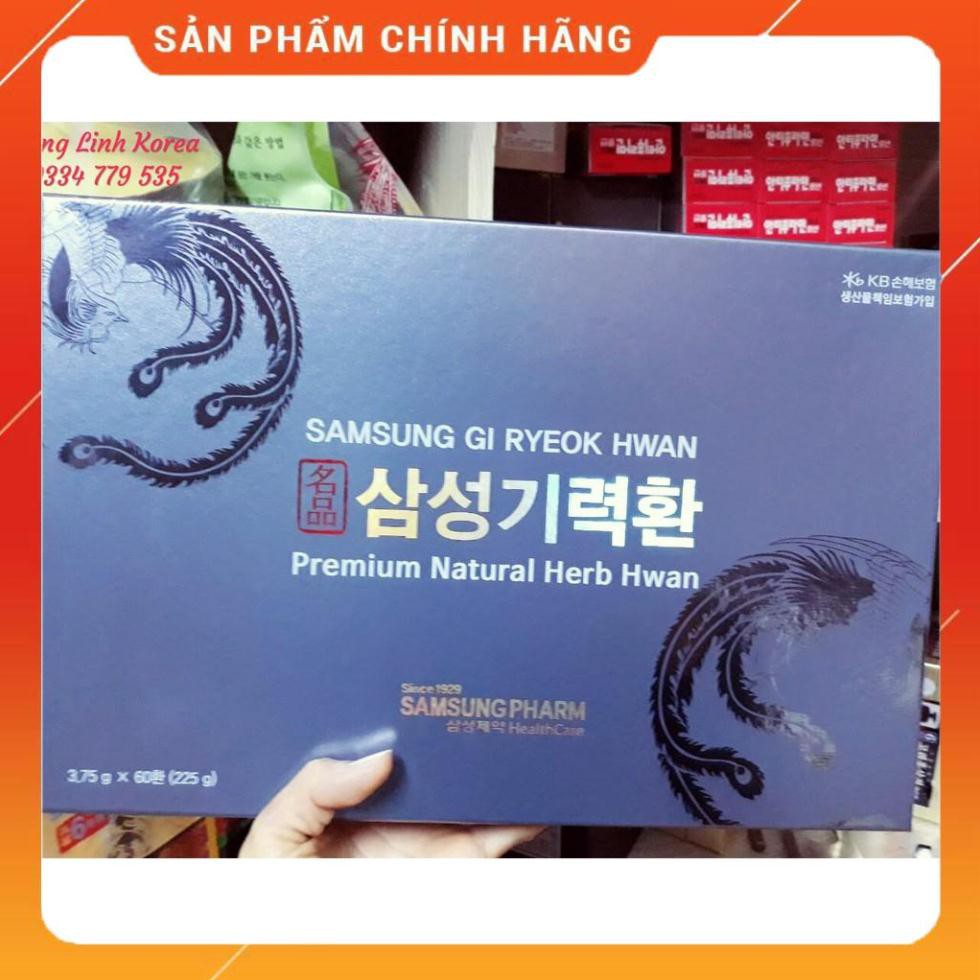 SẢN PHẨM CHÍNH HÃNG
ng Linh Korea
0334 779 535
KB손해보험
생산물책임보험가입
SAMSUNG GI RYEOK HWAN
名品
삼성기력환
Premium Natural Herb Hwan
Since 1929
SAMSUNG PHARM
삼성제약 HealthCare
3,75 g × 60환 (225 g)